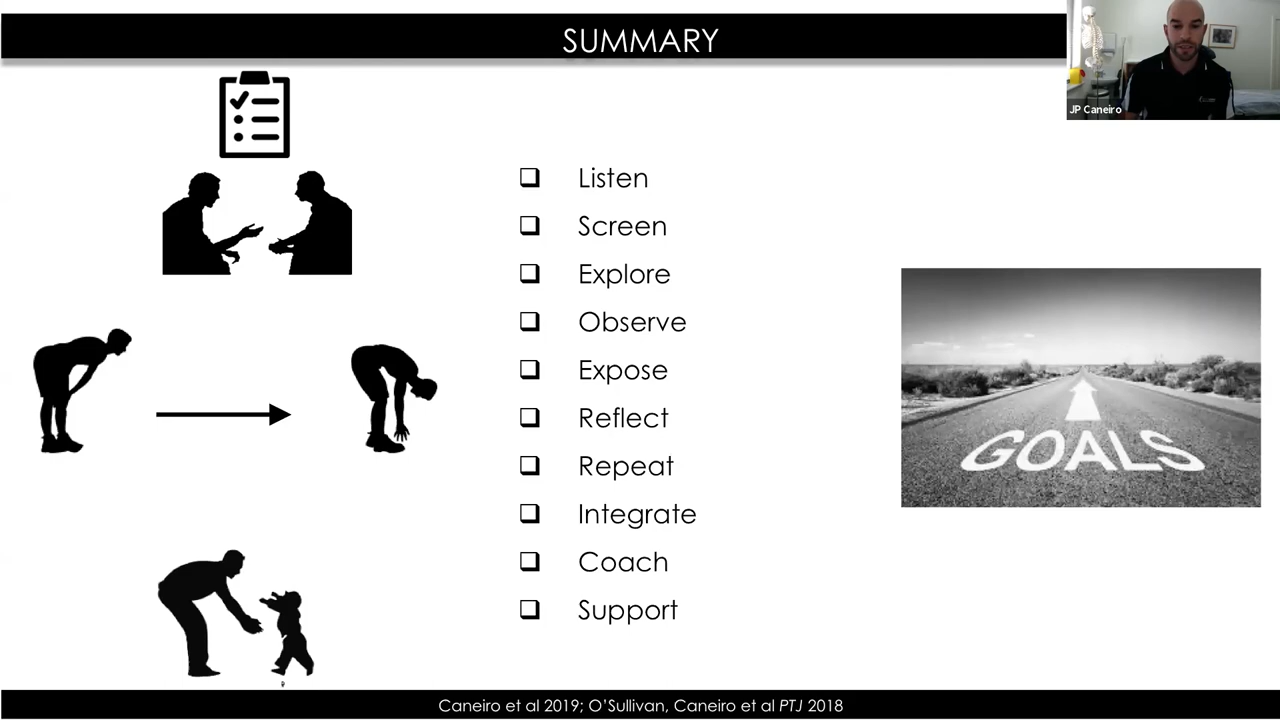 SUMMARY
JP Caneiro
Listen
Screen
Explore
Observe
Expose
Reflect
Repeat
Integrate
Coach
Support
GOALS
Caneiro et al 2019; O’Sullivan, Caneiro et al PTJ 2018